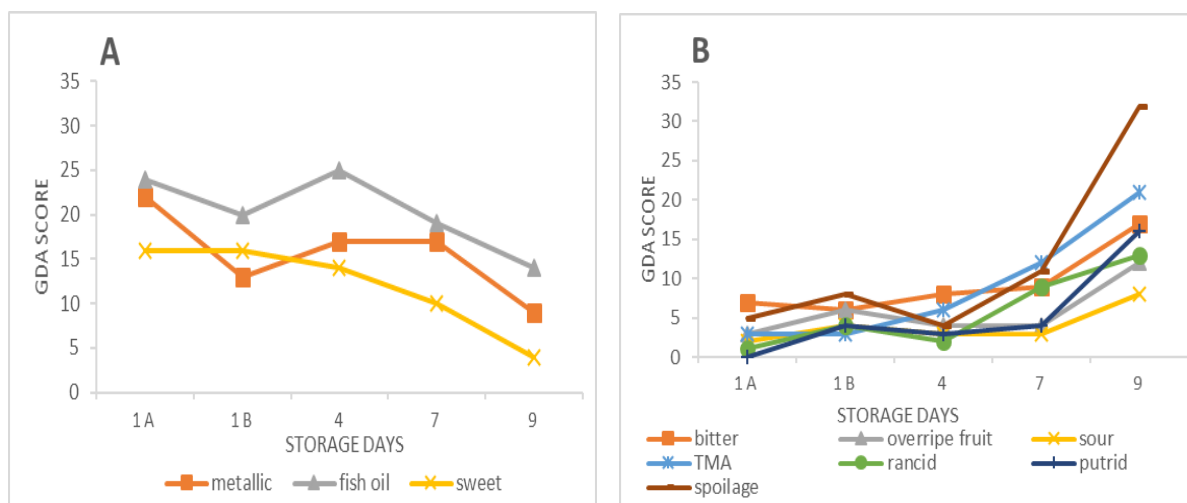 A
GDA SCORE
35
30
25
20
15
10
5
0
1 A 1 B 4 7 9
STORAGE DAYS
metallic fish oil sweet
B
GDA SCORE
35
30
25
20
15
10
5
0
1 A 1 B 4 7 9
STORAGE DAYS
bitter overripe fruit sour
TMA rancid putrid
spoilage